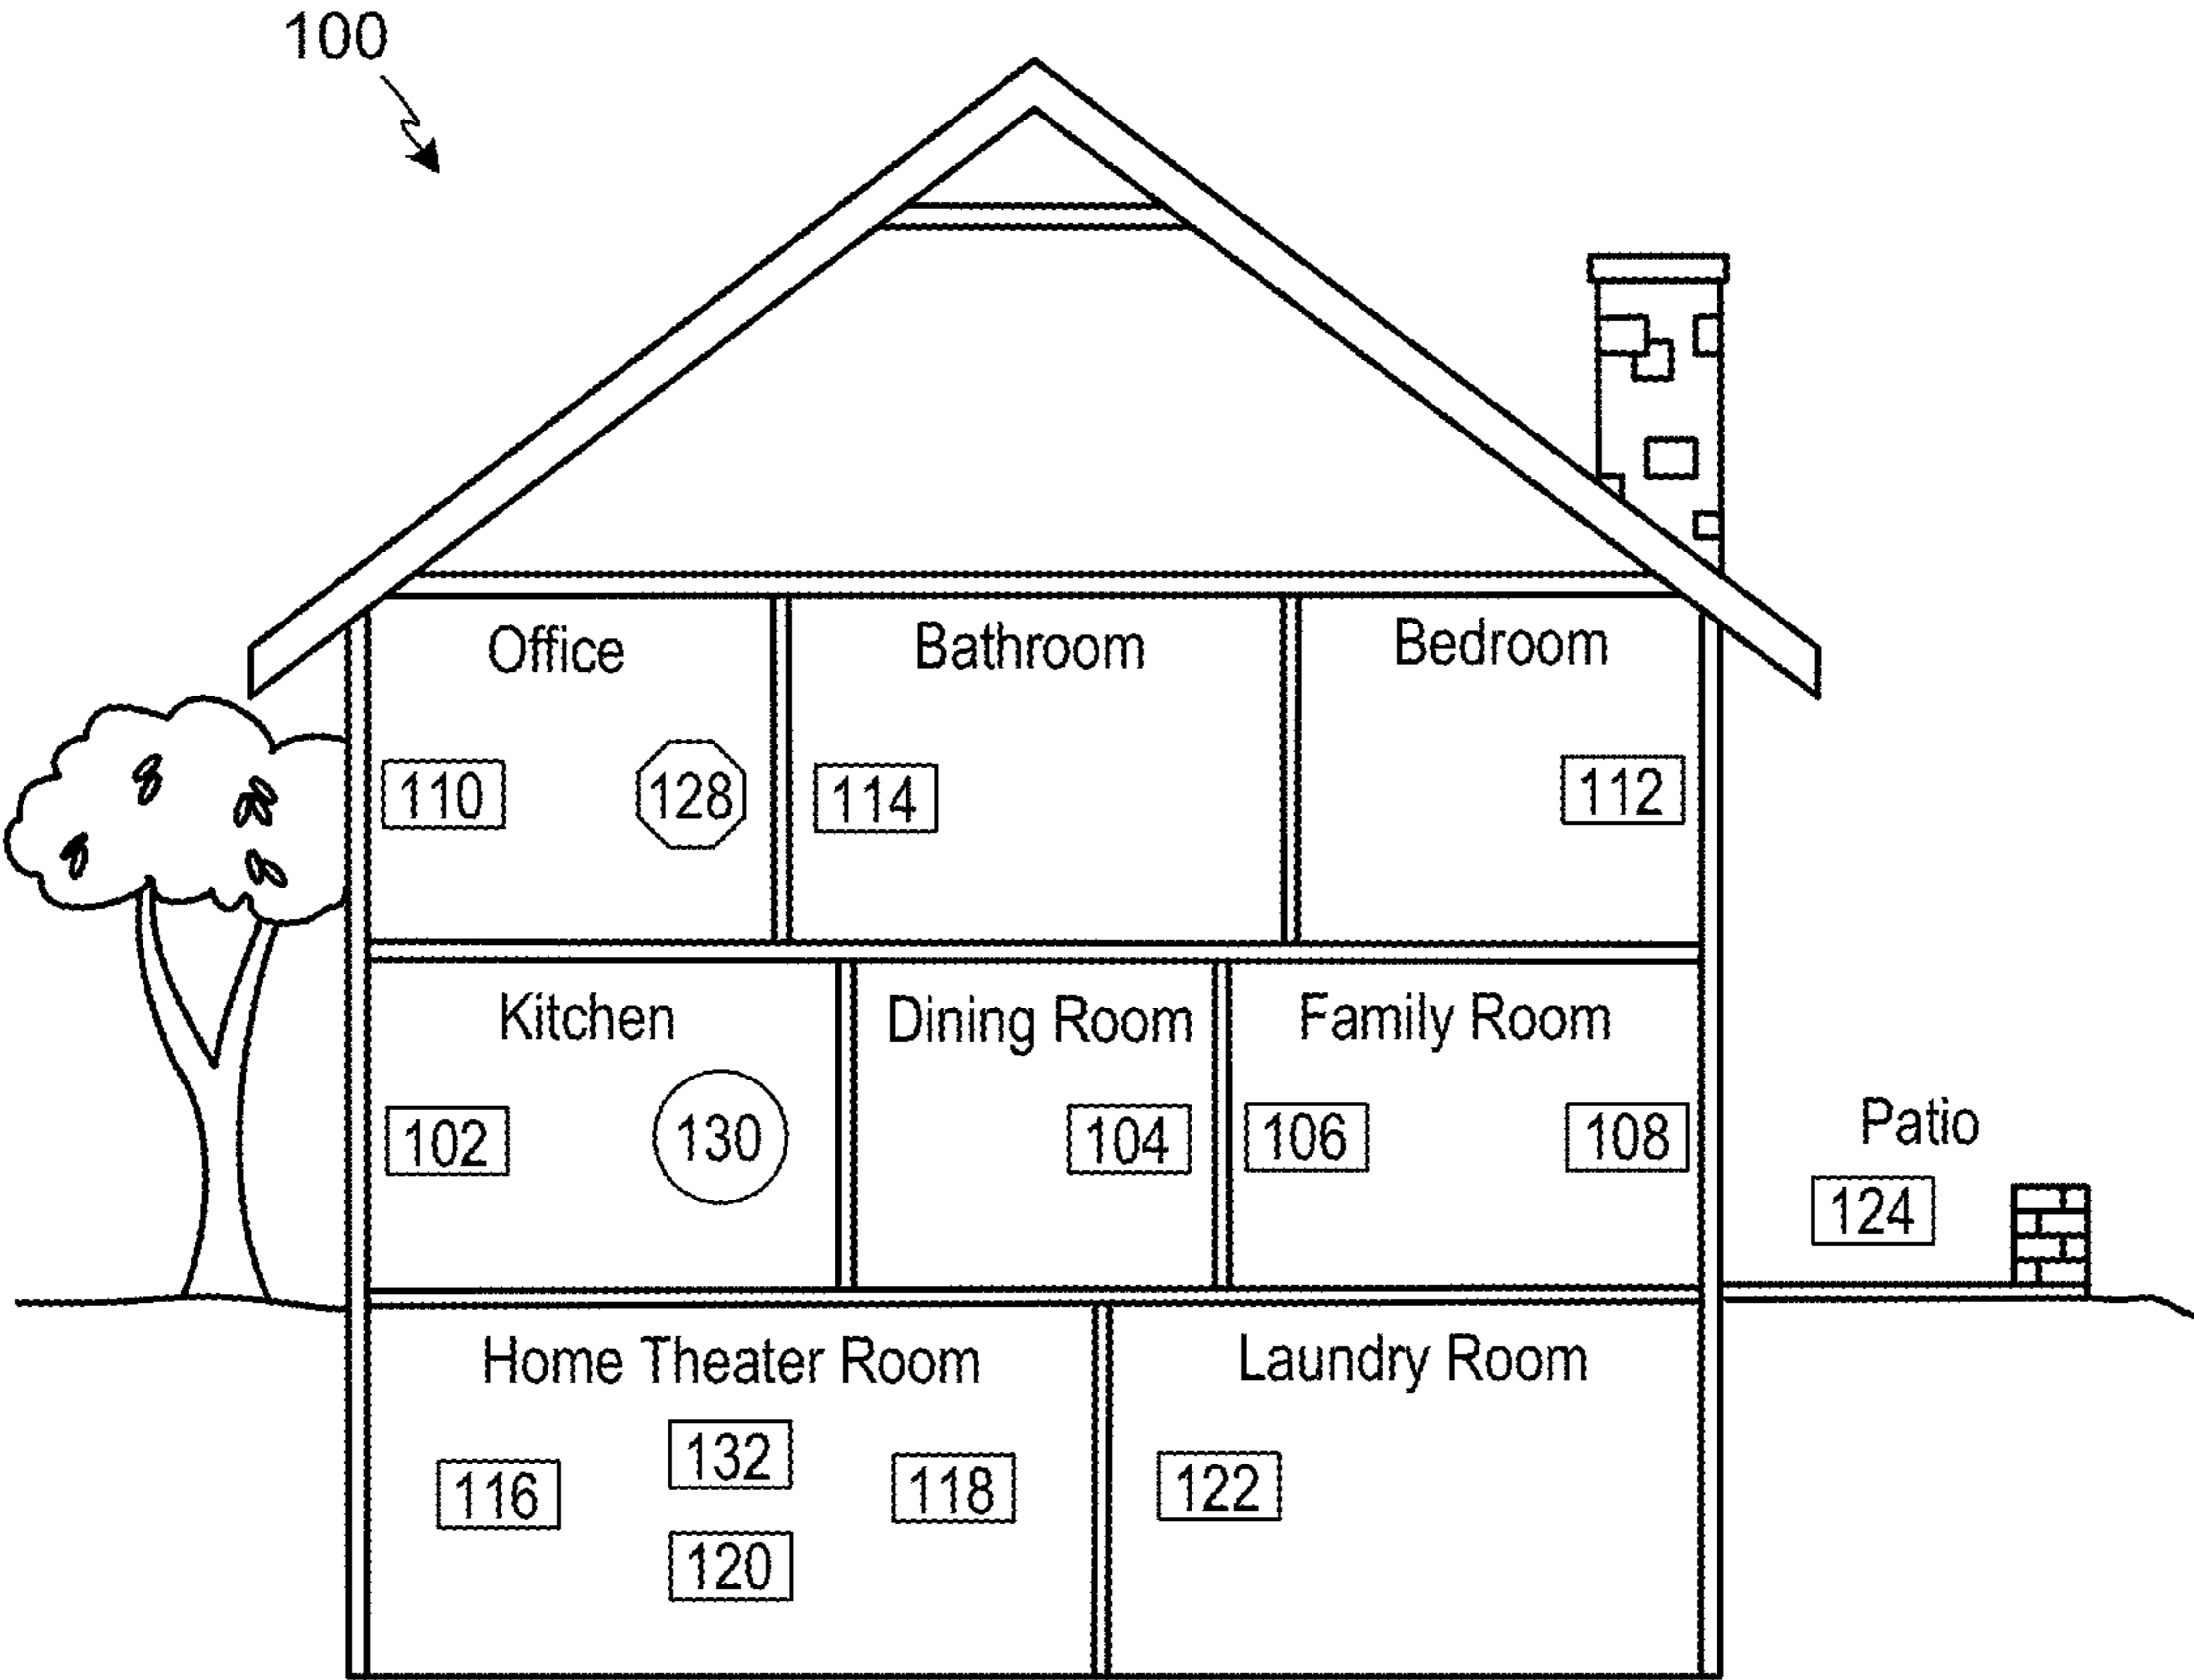 100
Office
Bathroom
Bedroom
110
128
114
112
Kitchen
Dining Room
Family Room
102
130
104
106
108
Patio
124
Home Theater Room
Laundry Room
116
132
118
122
120